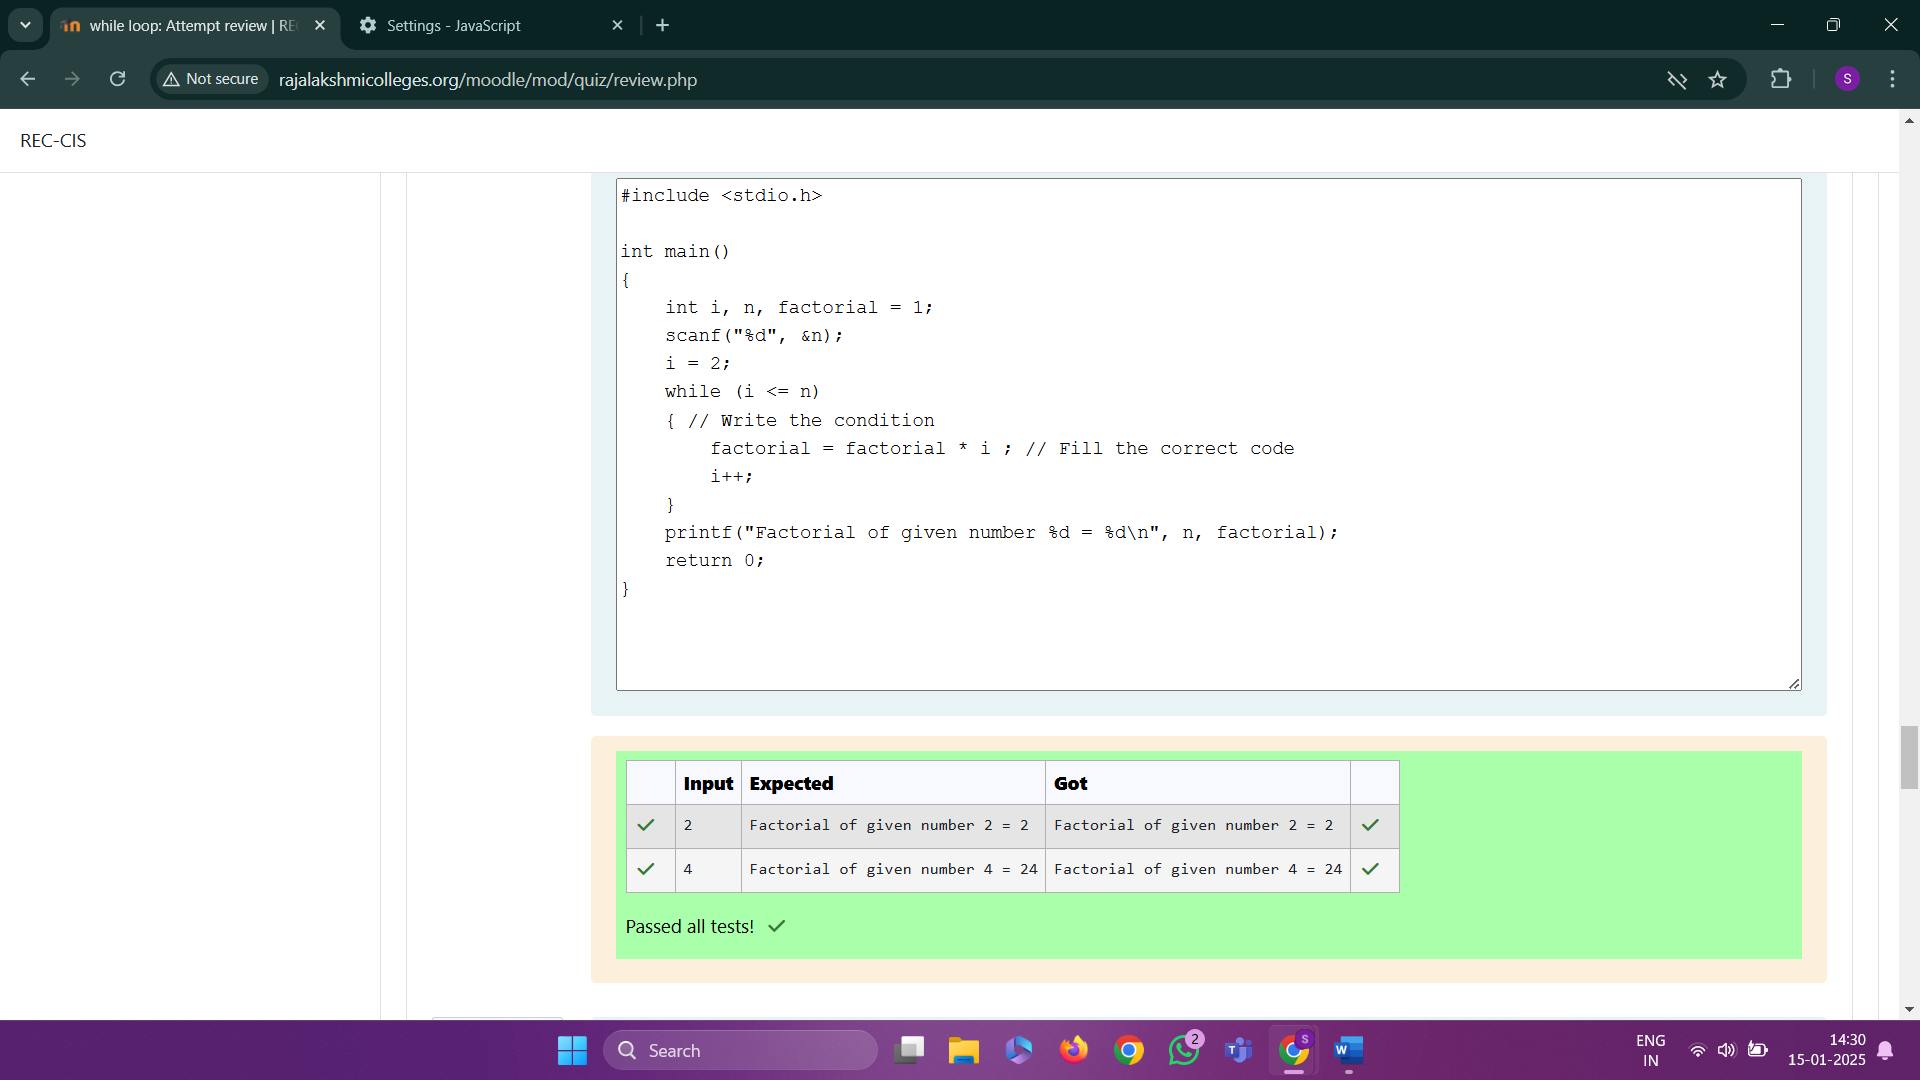 while loop: Attempt review | RE
Settings - JavaScript
Not secure
rajalakshmicolleges.org/moodle/mod/quiz/review.php
S
REC-CIS
#include <stdio.h>
int main()
{
int i, n, factorial = 1;
scanf("%d", &n);
i = 2;
while (i <= n)
{ // Write the condition
factorial = factorial * i ; // Fill the correct code
i++;
}
printf("Factorial of given number %d = %d\n", n, factorial);
return 0;
}
Input Expected Got
2 Factorial of given number 2 = 2 Factorial of given number 2 = 2
4 Factorial of given number 4 = 24 Factorial of given number 4 = 24
Passed all tests!
Search
2
S
ENG
IN
14:30
15-01-2025